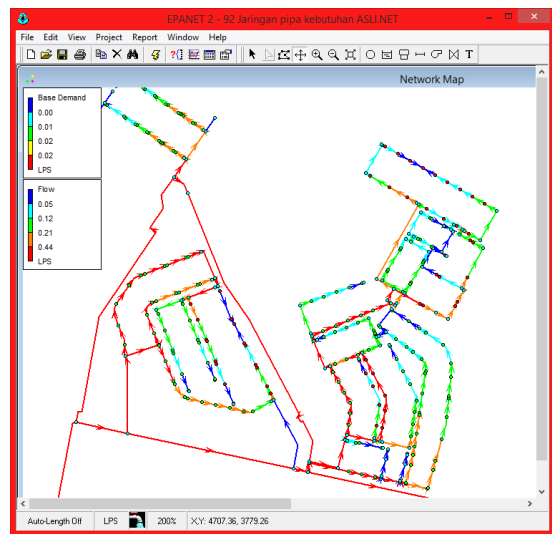 EPANET 2 - 92 Jaringan pipa kebutuhan ASLI.NET
File Edit View Project Report Window Help
Network Map
Base Demand
0.00
0.01
0.02
0.02
LPS
Flow
0.05
0.12
0.21
0.44
LPS
Auto-Length Off LPS 200% X,Y: 4707.36, 3779.26